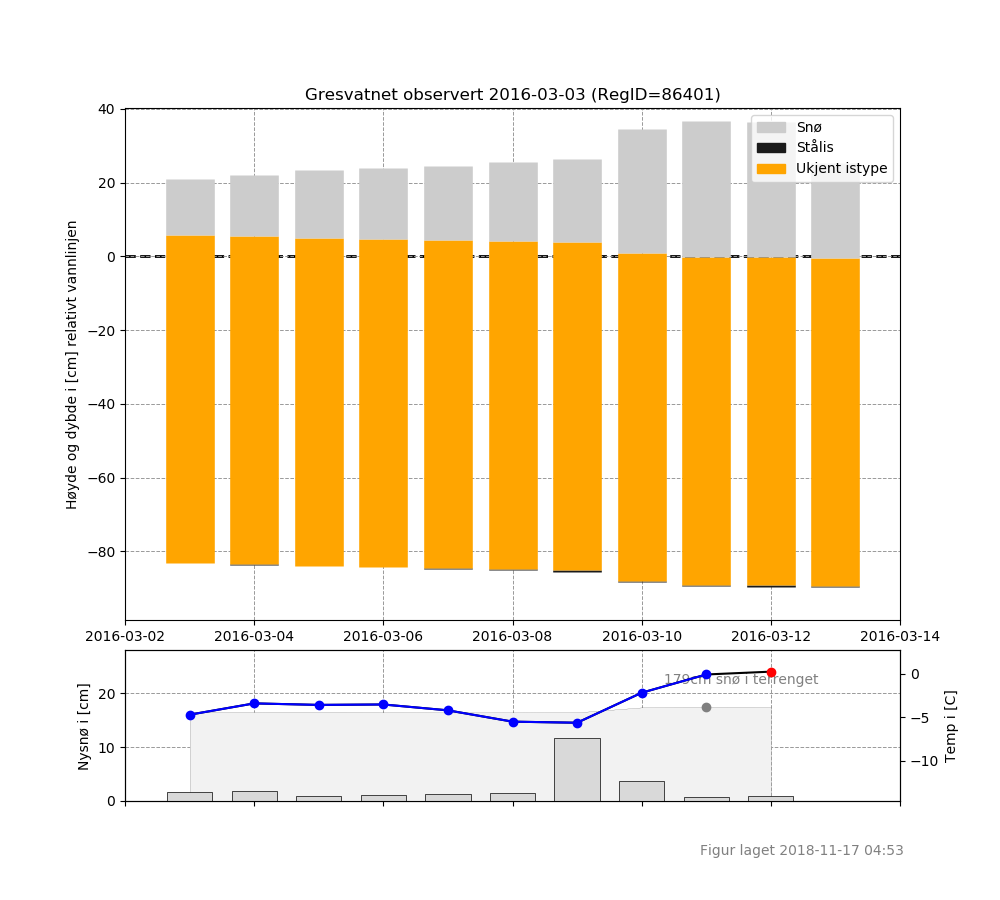 Gresvatnet observert 2016-03-03 (RegID=86401)
Høyde og dybde i [cm] relativt vannlinjen
40
20
0
−20
−40
−60
−80
Snø
Stålis
Ukjent istype
2016-03-02 2016-03-04 2016-03-06 2016-03-08 2016-03-10 2016-03-12 2016-03-14
Nysnø i [cm]
20
10
0
179cm snø i terrenget
0
−5
−10
Temp i [C]
Figur laget 2018-11-17 04:53